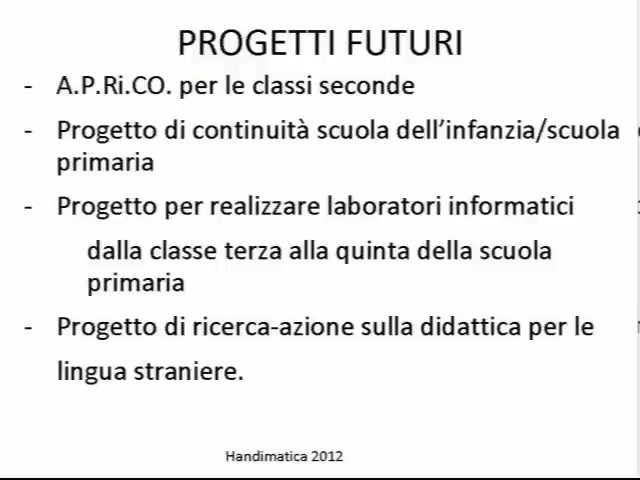 PROGETTI FUTURI
- A.P.Ri.CO. per le classi seconde
- Progetto di continuità scuola dell’infanzia/scuola
primaria
- Progetto per realizzare laboratori informatici
dalla classe terza alla quinta della scuola
primaria
- Progetto di ricerca-azione sulla didattica per le
lingua straniere.
Handimatica 2012